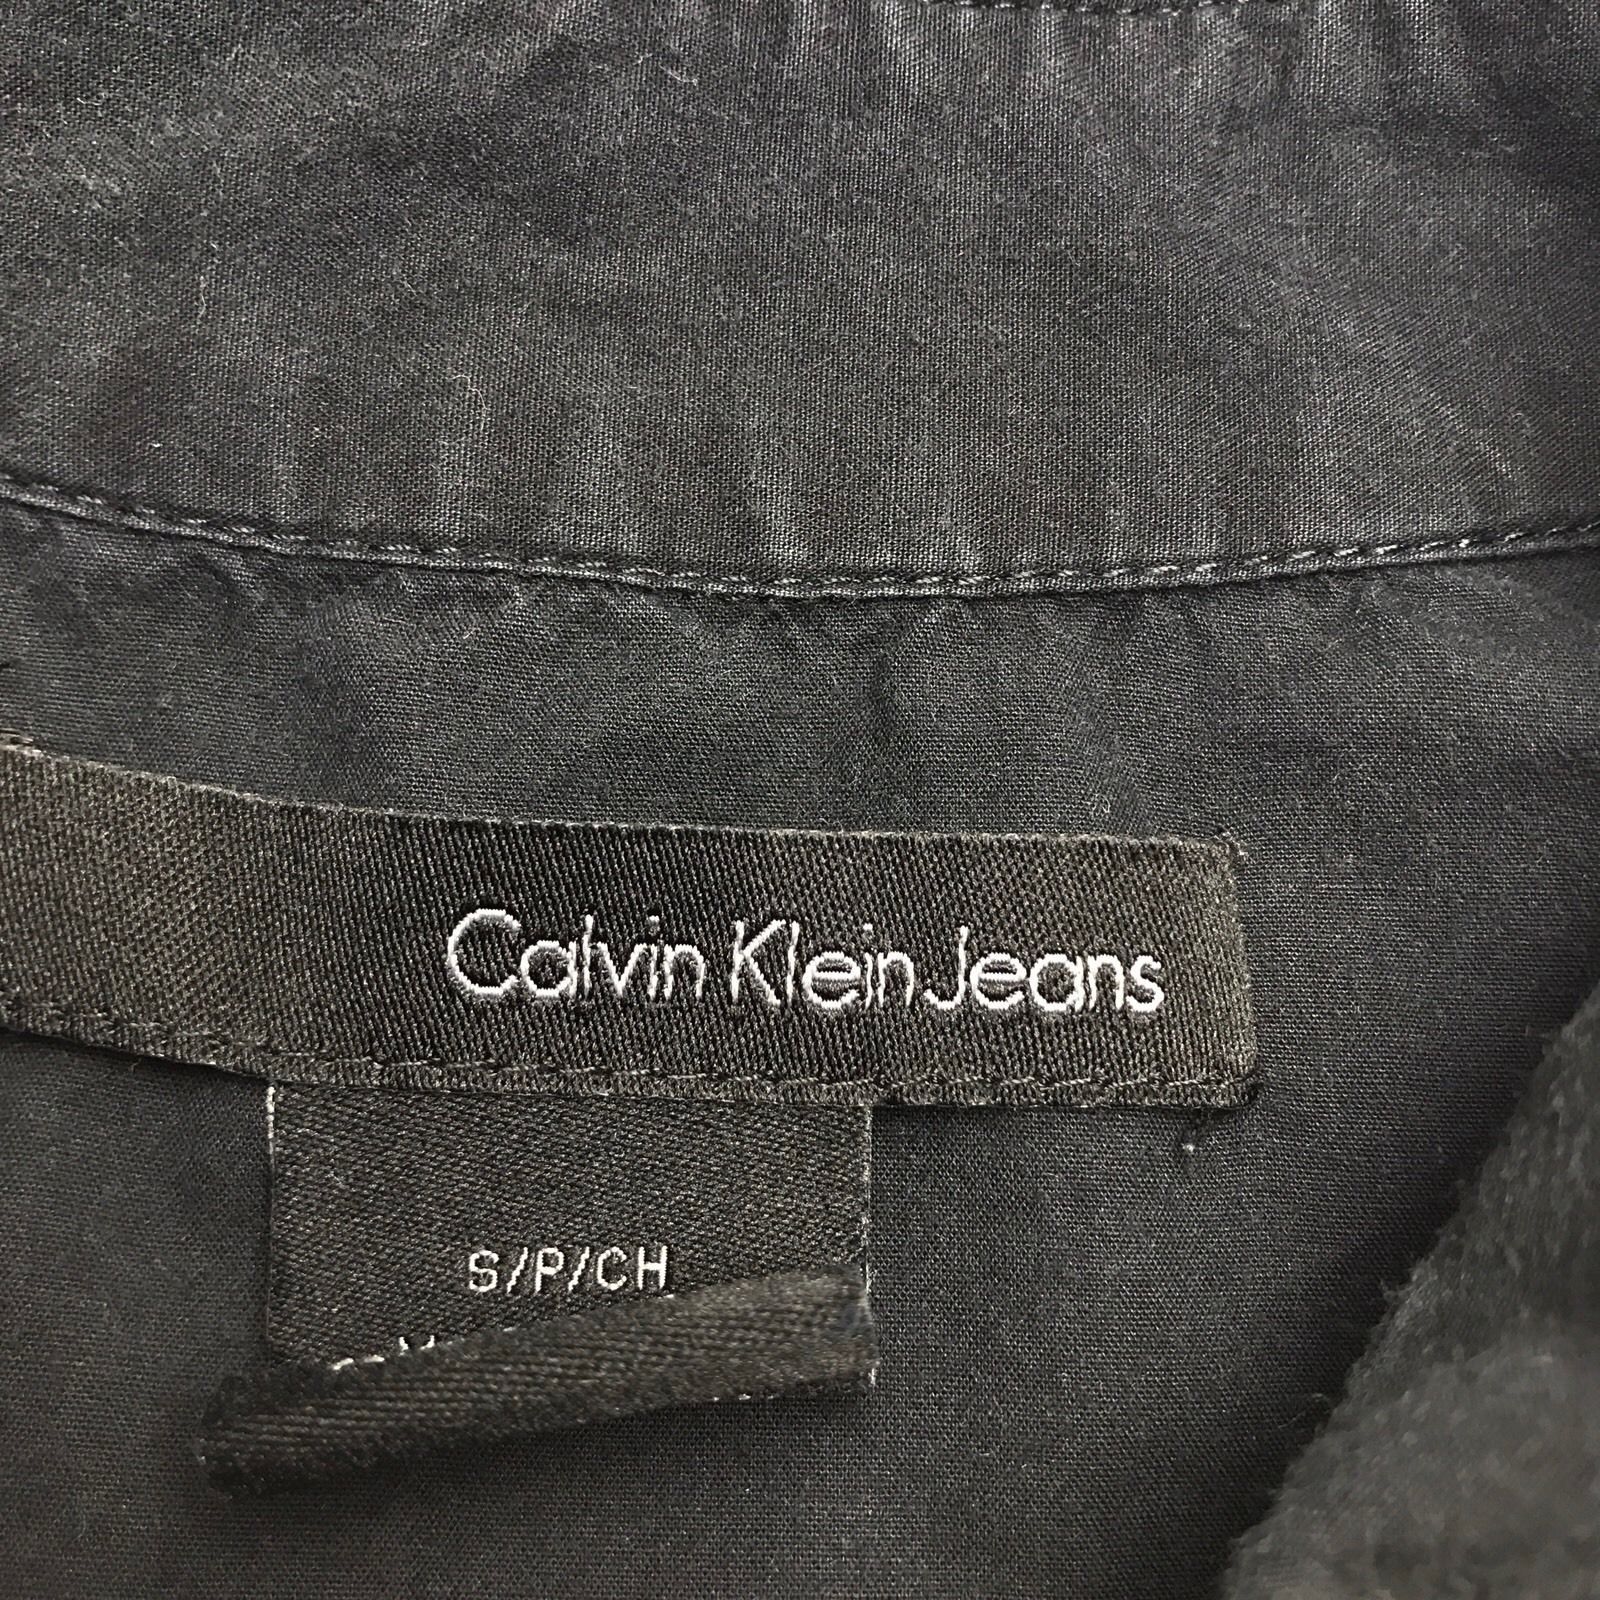 Calvin Klein Jeans
S/P/CH